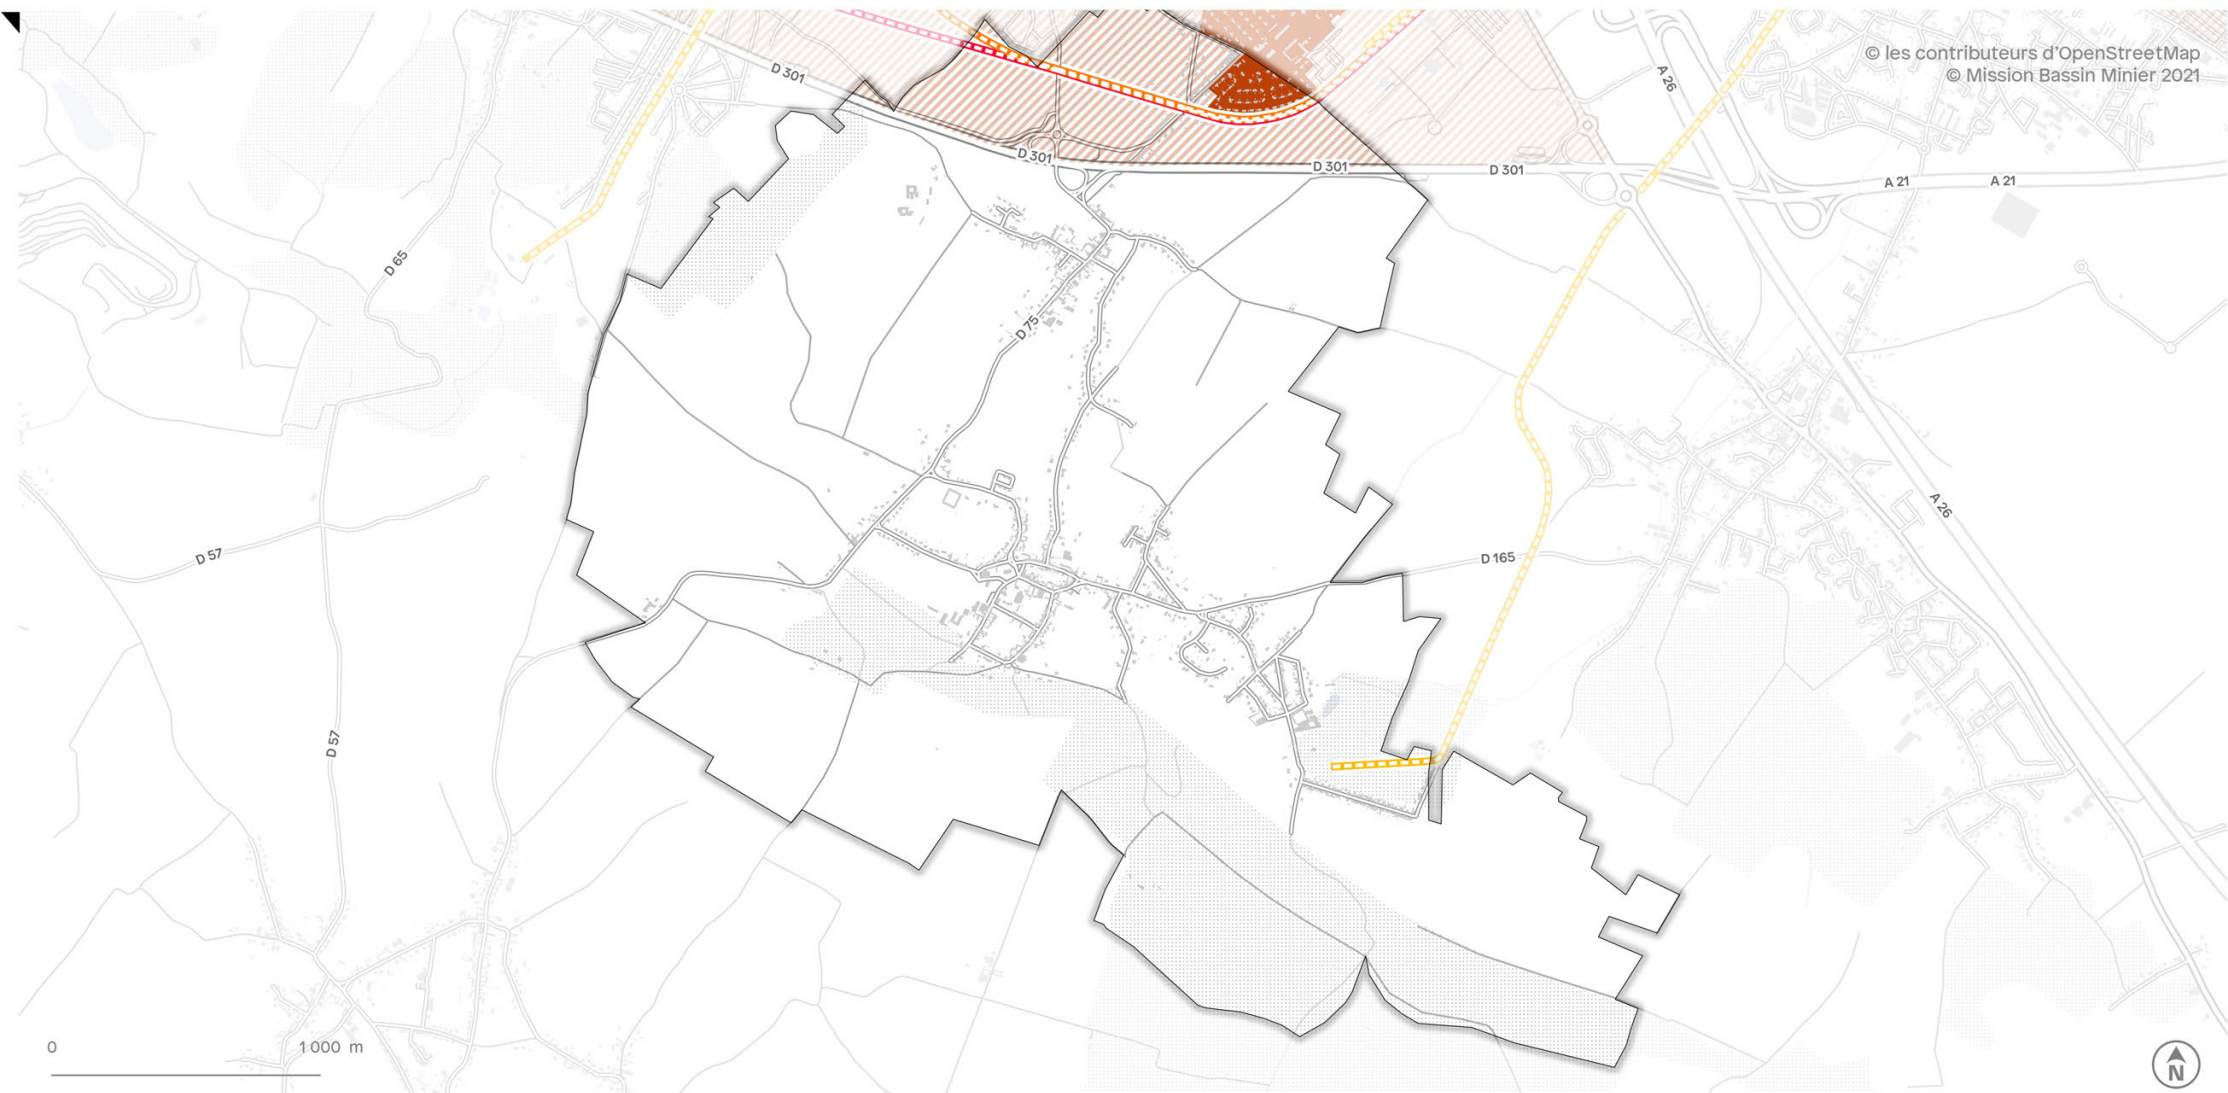 © les contributeurs d'OpenStreetMap
© Mission Bassin Minier 2021
D 301
A 26
D 301
D 301
D 301
A 21
A 21
D 65
D 75
A 26
D 57
D 165
D 57
0
1 000 m
N